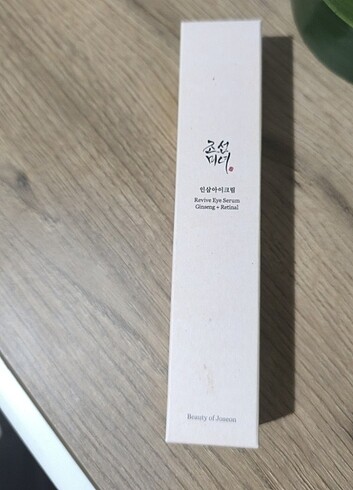 조선
미녀
인삼아이크림
Revive Eye Serum
Ginseng + Retinal
Beauty of Joseon